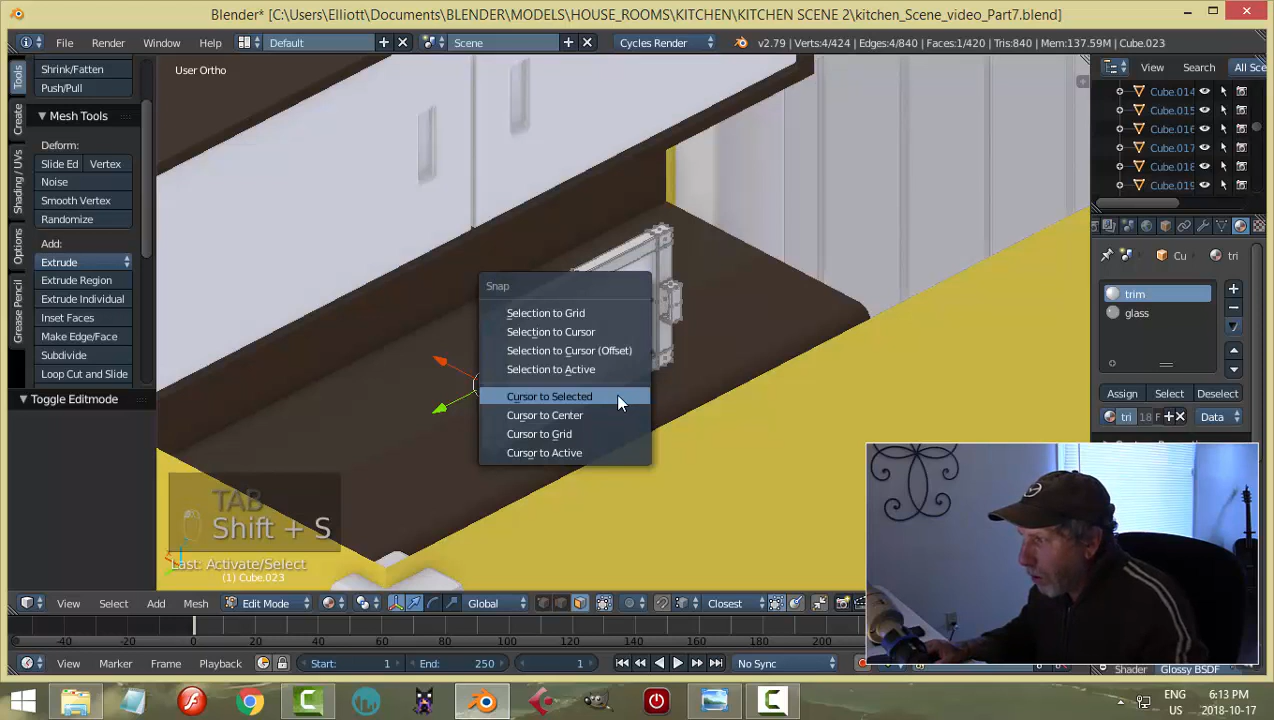 Blender* [C:\Users\Elliott\Documents\BLENDER\MODELS\HOUSE_ROOMS\KITCHEN\KITCHEN SCENE 2\kitchen_Scene_video_Part7.blend]
File Render Window Help Default Scene Cycles Render v2.79 | Verts:4/424 | Edges:4/840 | Faces:1/420 | Tris:840 | Mem:137.59M | Cube.023
Shrink/Fatten
Push/Pull
Mesh Tools
Deform:
Slide Ed Vertex
Noise
Smooth Vertex
Randomize
Add:
Extrude
Extrude Region
Extrude Individual
Inset Faces
Make Edge/Face
Subdivide
Loop Cut and Slide
Toggle Editmode
Tools
Create
Shading / UVs
Options
Grease Pencil
User Ortho
Snap
Selection to Grid
Selection to Cursor
Selection to Cursor (Offset)
Selection to Active
Cursor to Selected
Cursor to Center
Cursor to Grid
Cursor to Active
TAB
Shift + S
Last: Activate/Select
(1) Cube.023
View Search All Sce
Cube.014
Cube.015
Cube.016
Cube.017
Cube.018
Cube.019
Cu tri
trim
glass
Assign Select Deselect
tri 18 F Data
Shader Glossy BSDF
View Select Add Mesh Edit Mode Global Closest
-40 -20 0 20 40 60 80 100 120 140 160 180 200
View Marker Frame Playback Start: 1 End: 250 1 No Sync
ENG 6:13 PM
US 2018-10-17